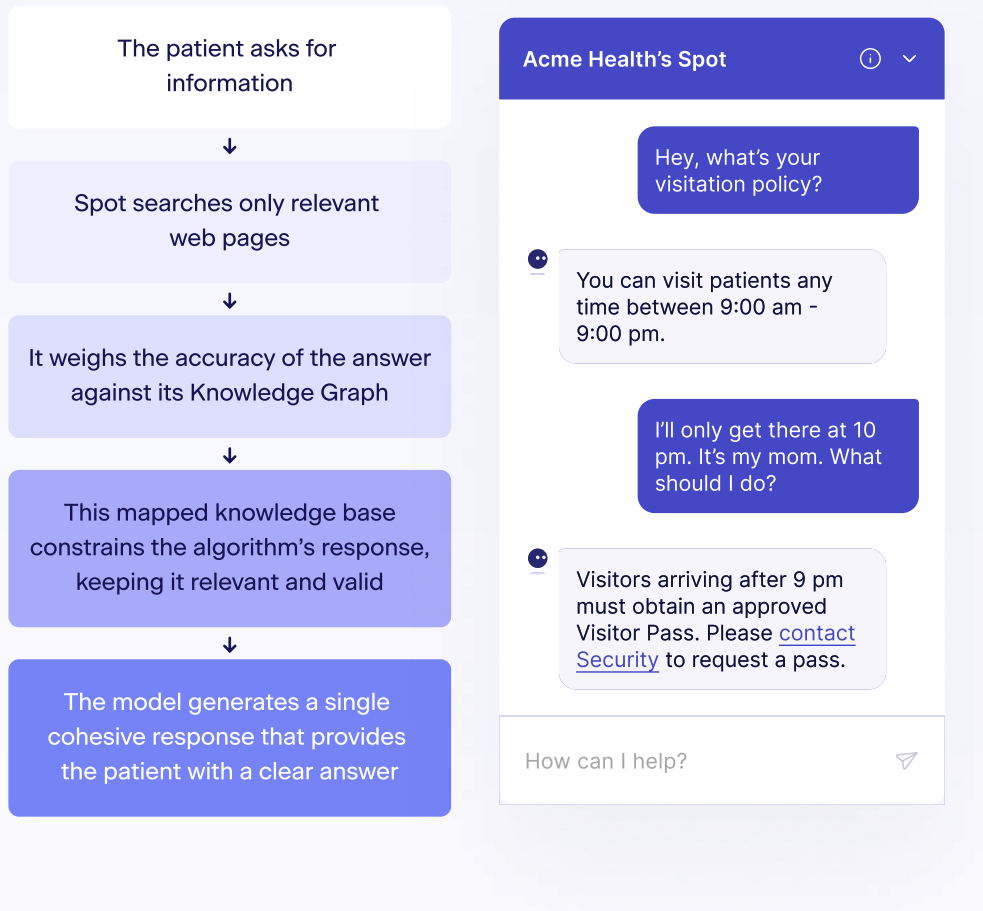 The patient asks for
information
Spot searches only relevant
web pages
It weighs the accuracy of the answer
against its Knowledge Graph
This mapped knowledge base
constrains the algorithm’s response,
keeping it relevant and valid
The model generates a single
cohesive response that provides
the patient with a clear answer
Acme Health’s Spot
Hey, what’s your
visitation policy?
You can visit patients any
time between 9:00 am -
9:00 pm.
I’ll only get there at 10
pm. It’s my mom. What
should I do?
Visitors arriving after 9 pm
must obtain an approved
Visitor Pass. Please contact
Security to request a pass.
How can I help?